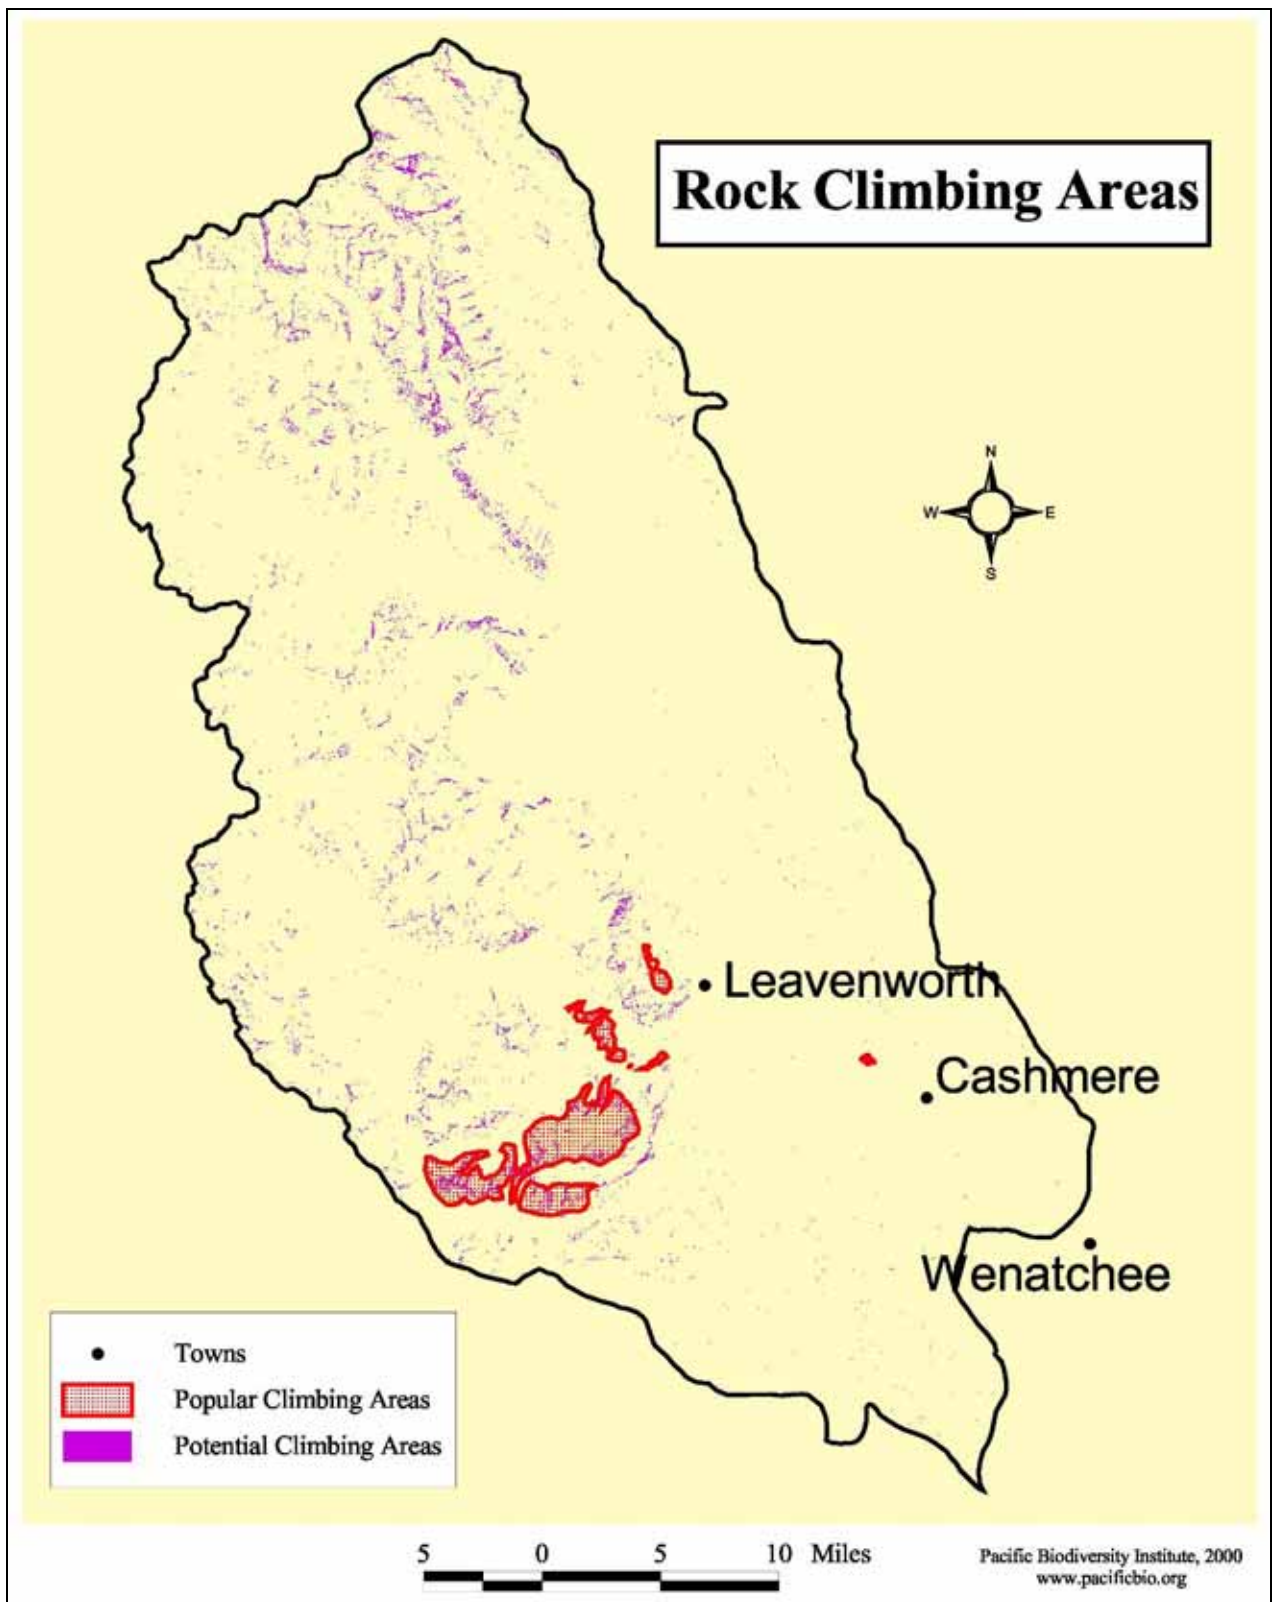 Rock Climbing Areas
N
W E
S
Leavenworth
Cashmere
Wenatchee
Towns
Popular Climbing Areas
Potential Climbing Areas
5 0 5 10 Miles
Pacific Biodiversity Institute, 2000
www.pacificbio.org